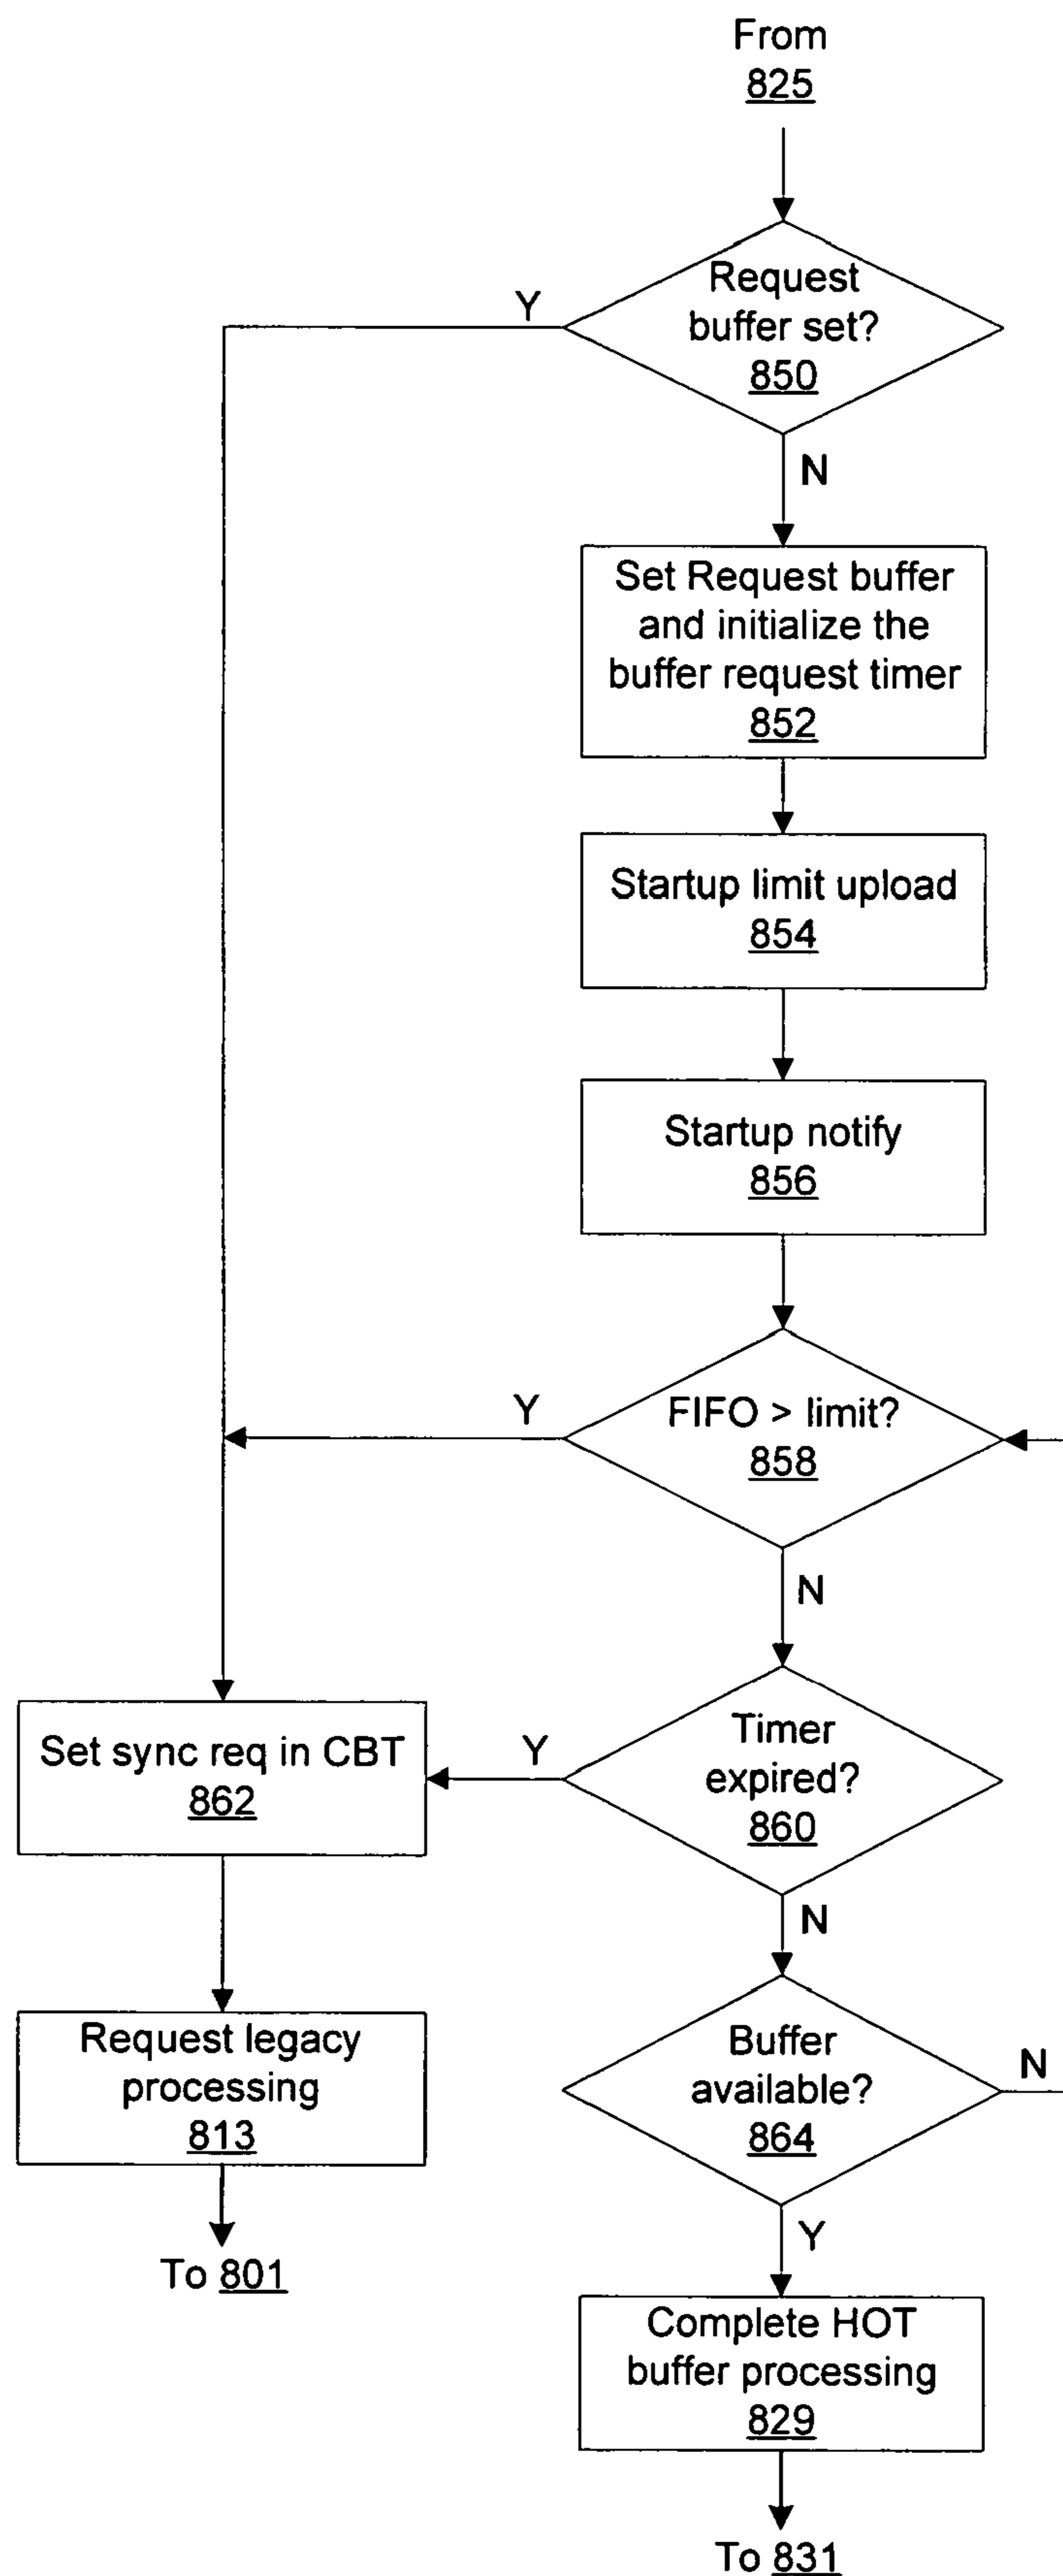 From
825
Request
buffer set?
850
Y
N
Set Request buffer
and initialize the
buffer request timer
852
Startup limit upload
854
Startup notify
856
FIFO > limit?
858
Y
N
Timer
expired?
860
Y
N
Set sync req in CBT
862
Request legacy
processing
813
To 801
Buffer
available?
864
N
Y
Complete HOT
buffer processing
829
To 831